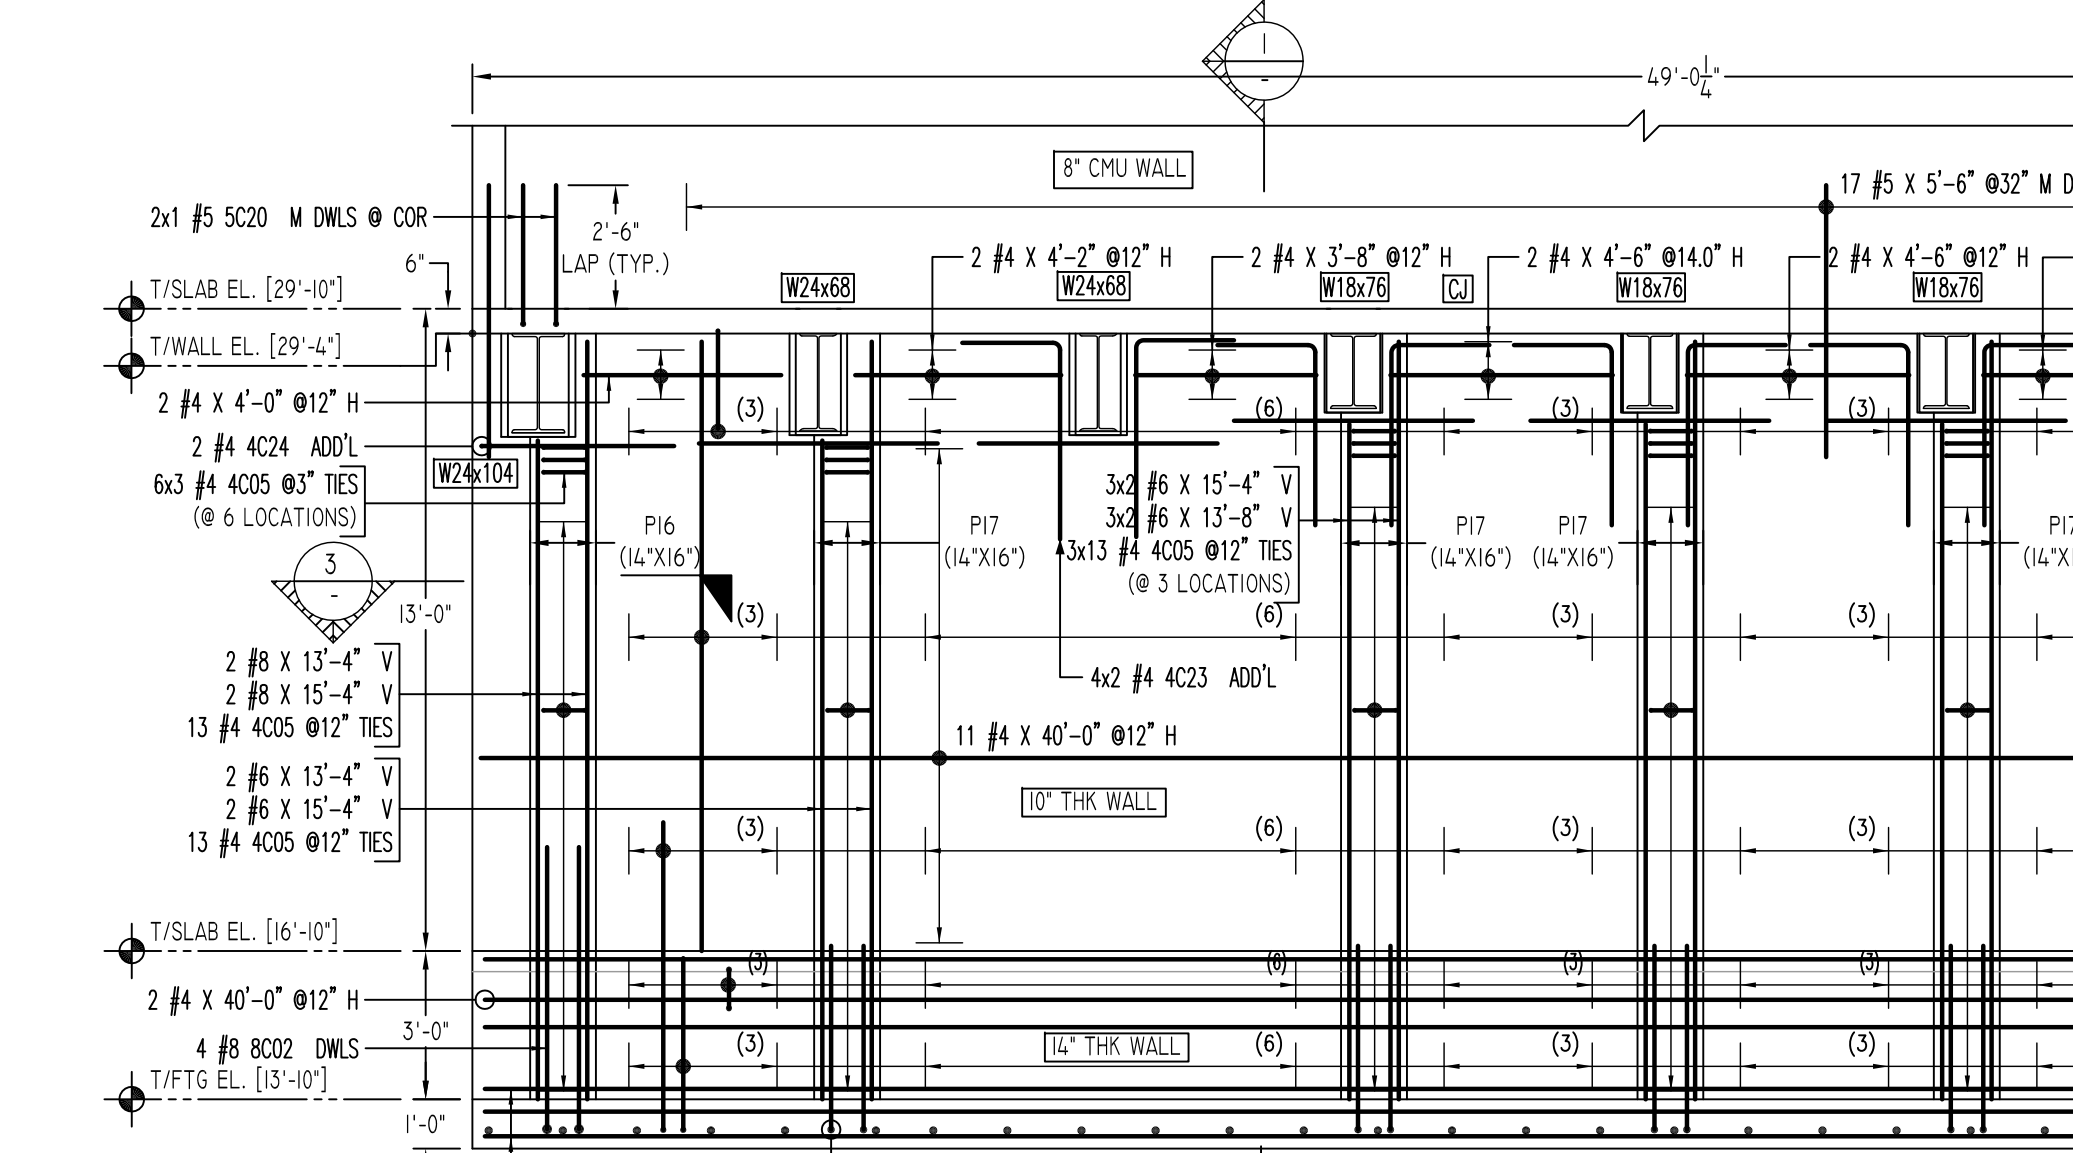 1
-
49'-0 1/4"
8" CMU WALL
17 #5 X 5'-6" @32" M D
2x1 #5 5C20 M DWLS @ COR
2'-6"
LAP (TYP.)
6"
2 #4 X 4'-2" @12" H
2 #4 X 3'-8" @12" H
2 #4 X 4'-6" @14.0" H
2 #4 X 4'-6" @12" H
T/SLAB EL. [29'-10"]
W24x68
W24x68
W18x76
CJ
W18x76
W18x76
T/WALL EL. [29'-4"]
2 #4 X 4'-0" @12" H
(3)
(6)
(3)
(3)
2 #4 4C24 ADD'L
W24x104
6x3 #4 4C05 @3" TIES
(@ 6 LOCATIONS)
3x2 #6 X 15'-4" V
3x2 #6 X 13'-8" V
3x13 #4 4C05 @12" TIES
(@ 3 LOCATIONS)
P16
(14"X16")
P17
(14"X16")
P17
(14"X16")
P17
(14"X16")
P17
(14"X1
3
-
13'-0"
(3)
(6)
(3)
(3)
2 #8 X 13'-4" V
2 #8 X 15'-4" V
13 #4 4C05 @12" TIES
4x2 #4 4C23 ADD'L
11 #4 X 40'-0" @12" H
2 #6 X 13'-4" V
2 #6 X 15'-4" V
13 #4 4C05 @12" TIES
10" THK WALL
(3)
(6)
(3)
(3)
T/SLAB EL. [16'-10"]
(3)
(6)
(3)
(3)
2 #4 X 40'-0" @12" H
3'-0"
4 #8 8C02 DWLS
14" THK WALL
(3)
(6)
(3)
(3)
T/FTG EL. [13'-10"]
1'-0"